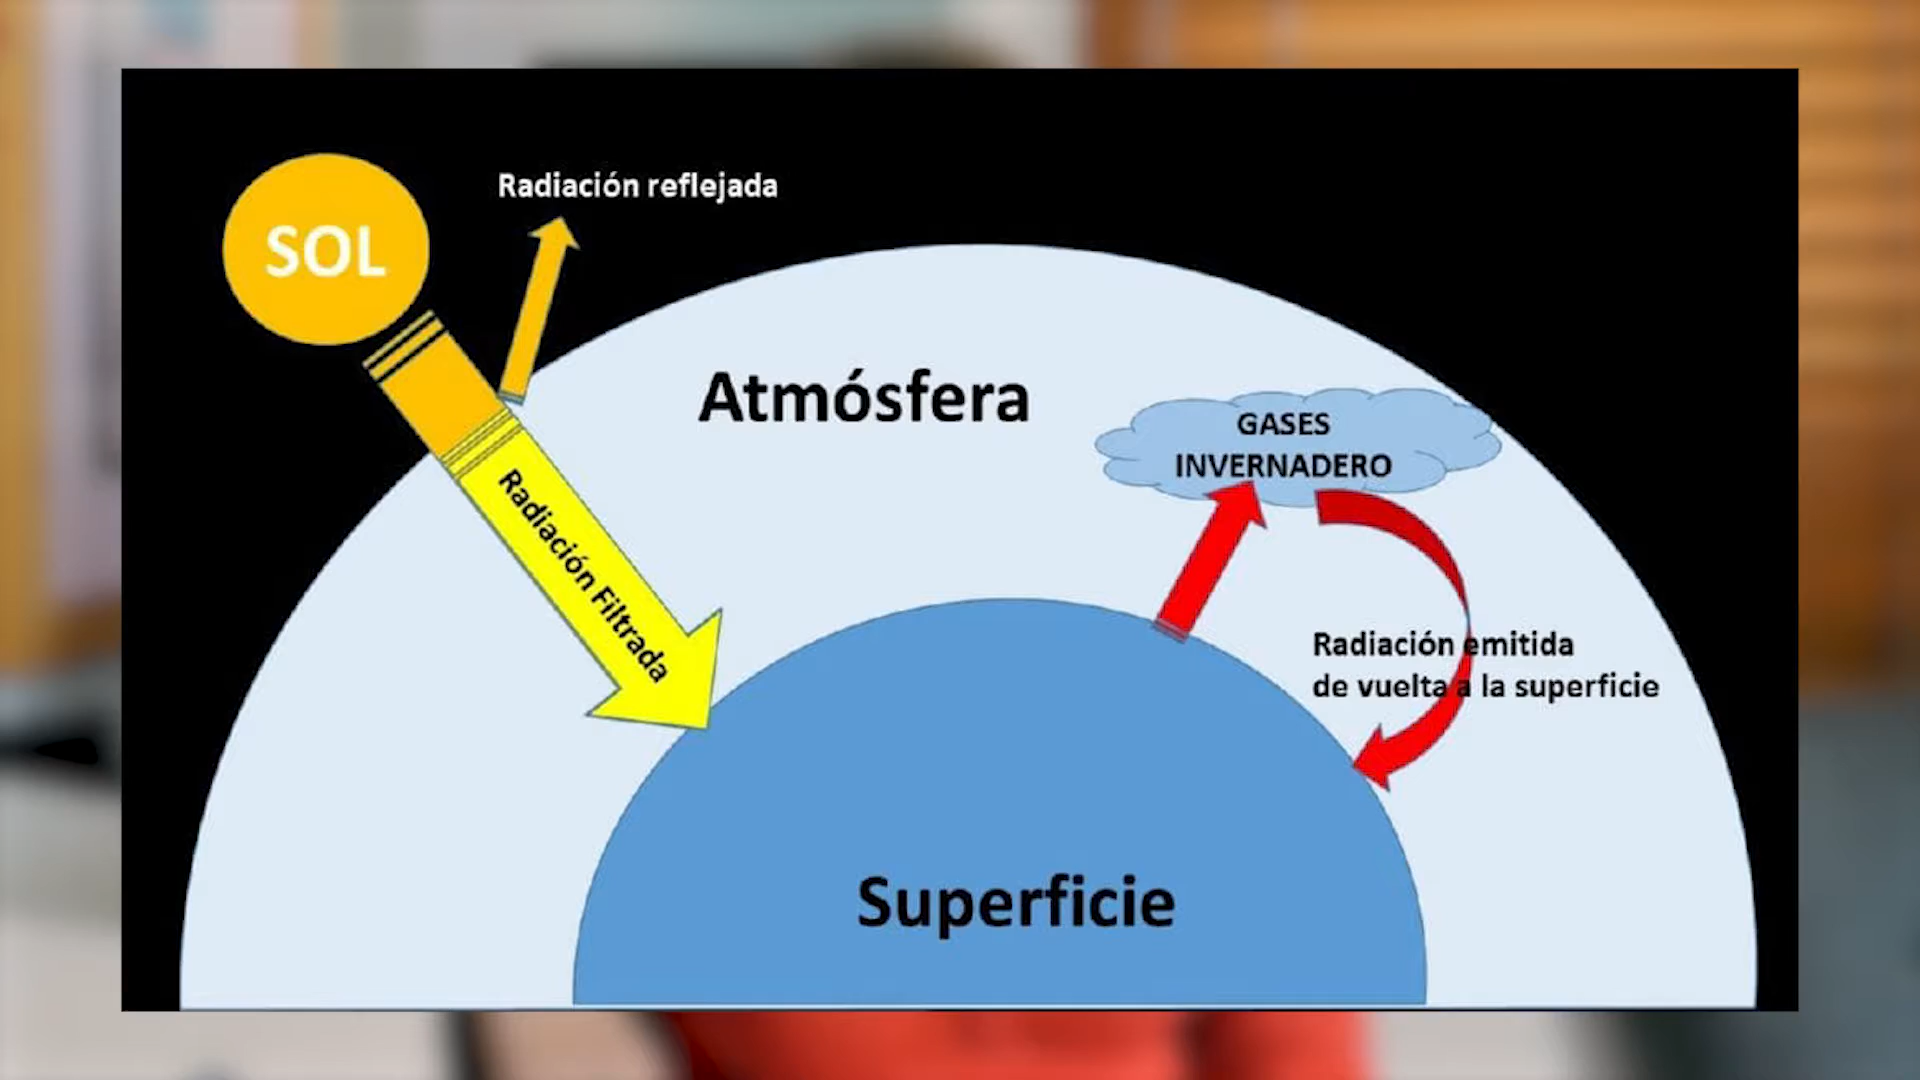 SOL
Radiación reflejada
Atmósfera
GASES
INVERNADERO
Radiación Filtrada
Radiación emitida
de vuelta a la superficie
Superficie